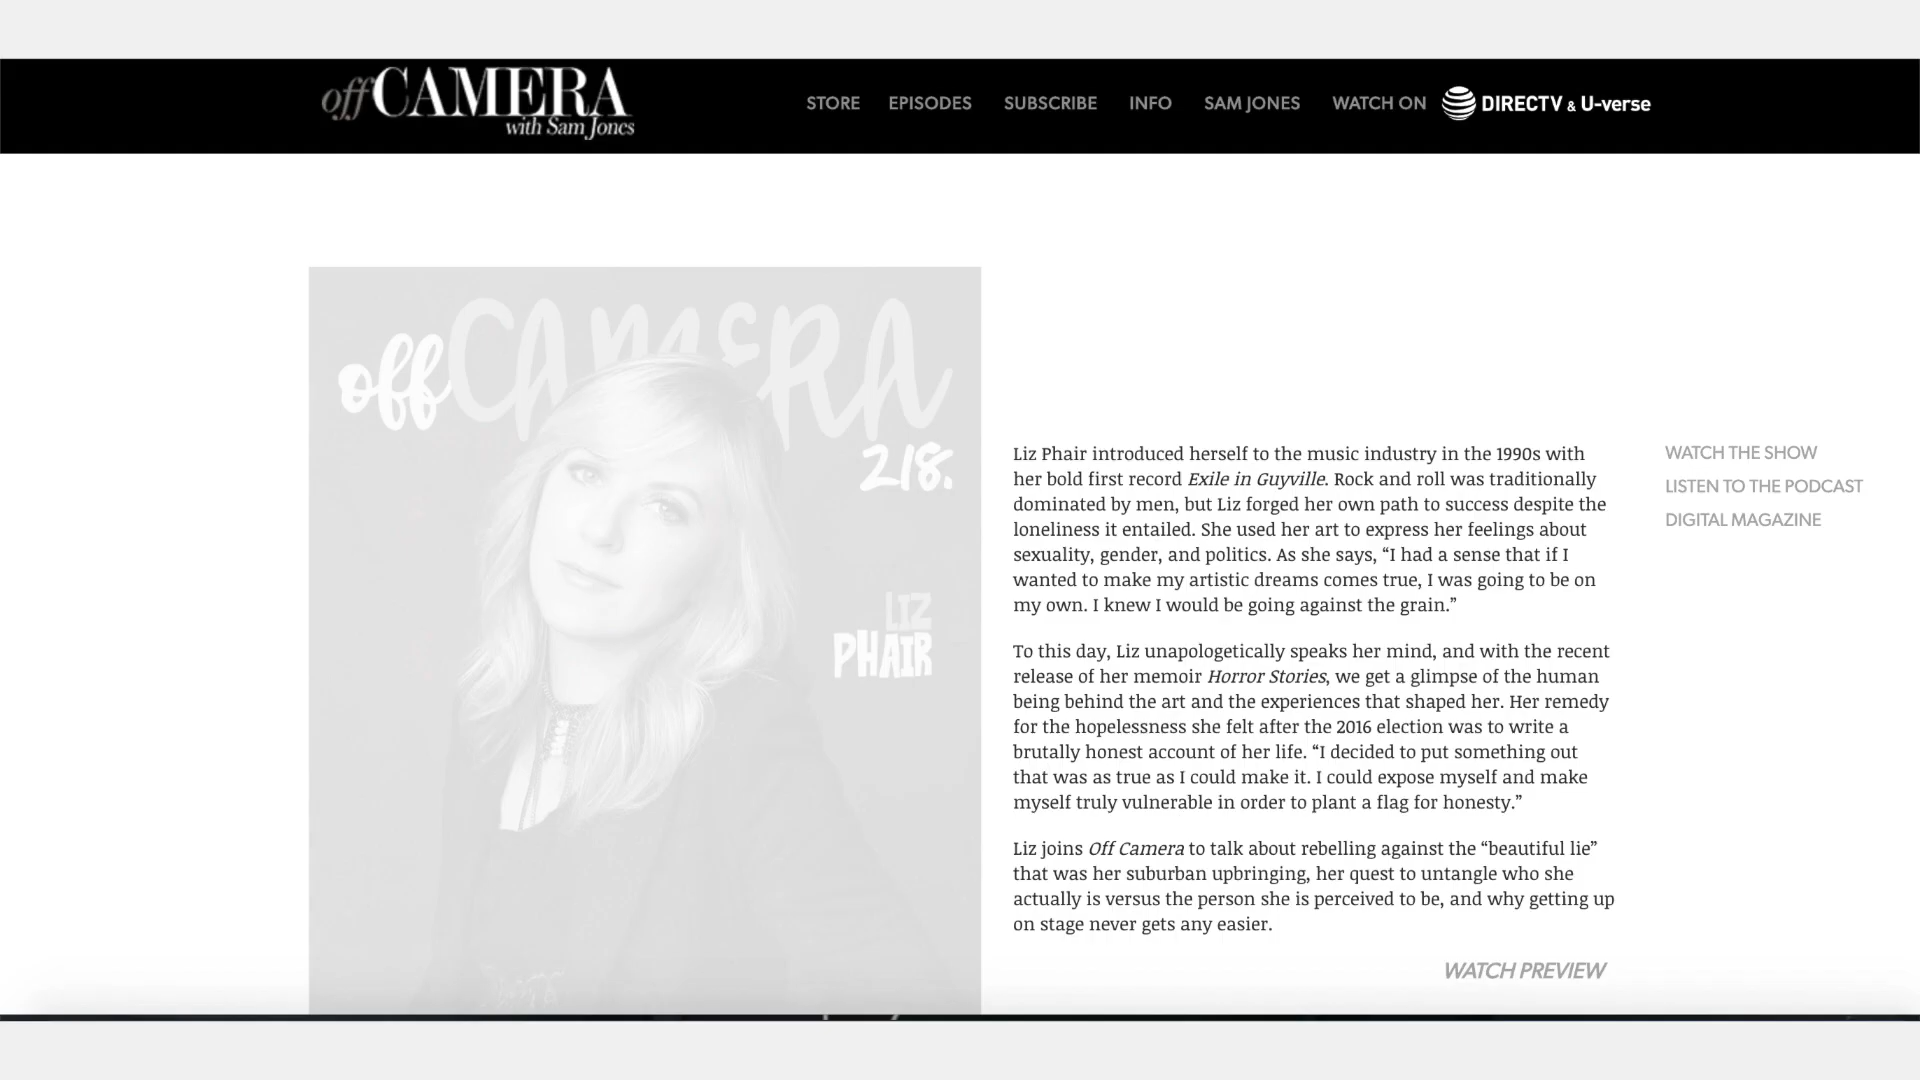 off CAMERA
with Sam Jones
STORE EPISODES SUBSCRIBE INFO SAM JONES WATCH ON DIRECTV & U-verse
off CAMERA
218.
LIZ
PHAIR
Liz Phair introduced herself to the music industry in the 1990s with
her bold first record Exile in Guyville. Rock and roll was traditionally
dominated by men, but Liz forged her own path to success despite the
loneliness it entailed. She used her art to express her feelings about
sexuality, gender, and politics. As she says, “I had a sense that if I
wanted to make my artistic dreams comes true, I was going to be on
my own. I knew I would be going against the grain.”
To this day, Liz unapologetically speaks her mind, and with the recent
release of her memoir Horror Stories, we get a glimpse of the human
being behind the art and the experiences that shaped her. Her remedy
for the hopelessness she felt after the 2016 election was to write a
brutally honest account of her life. “I decided to put something out
that was as true as I could make it. I could expose myself and make
myself truly vulnerable in order to plant a flag for honesty.”
Liz joins Off Camera to talk about rebelling against the “beautiful lie”
that was her suburban upbringing, her quest to untangle who she
actually is versus the person she is perceived to be, and why getting up
on stage never gets any easier.
WATCH PREVIEW
WATCH THE SHOW
LISTEN TO THE PODCAST
DIGITAL MAGAZINE